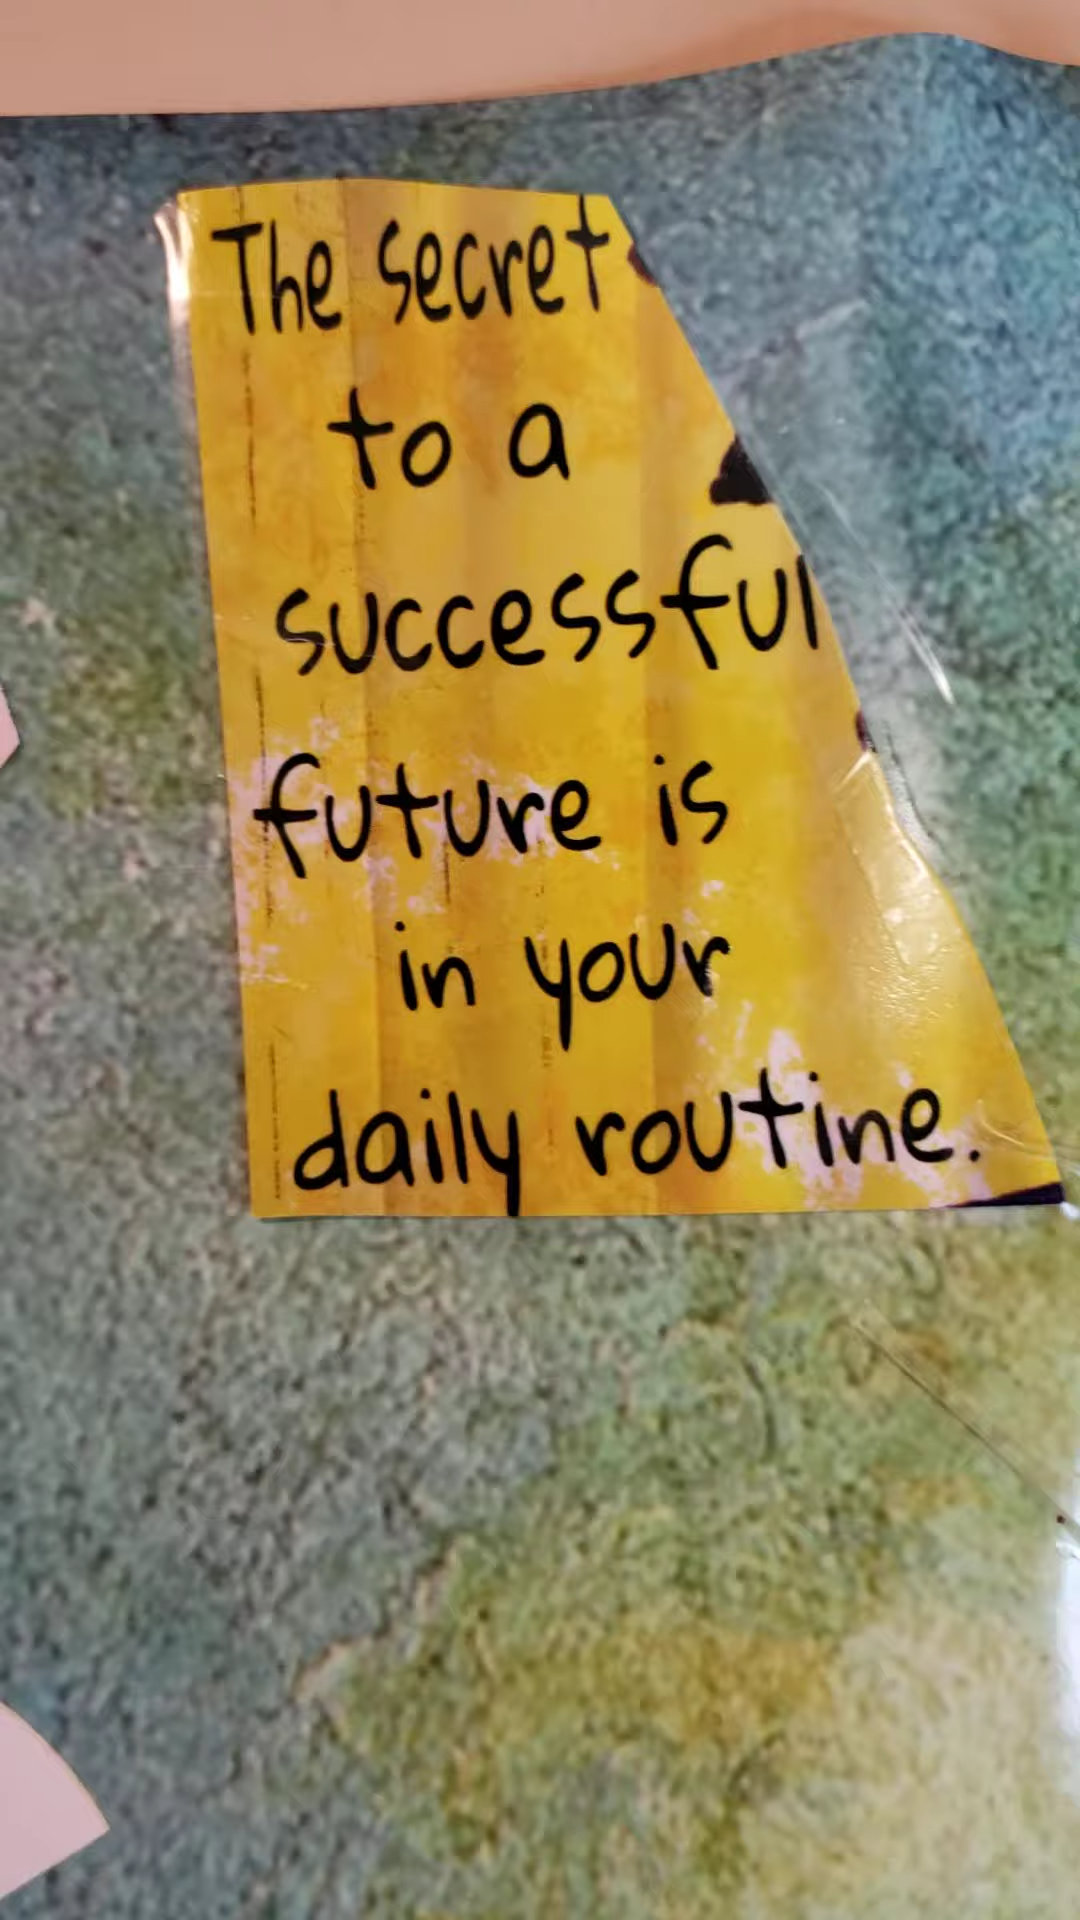 The secret
to a
successful
future is
in your
daily routine.